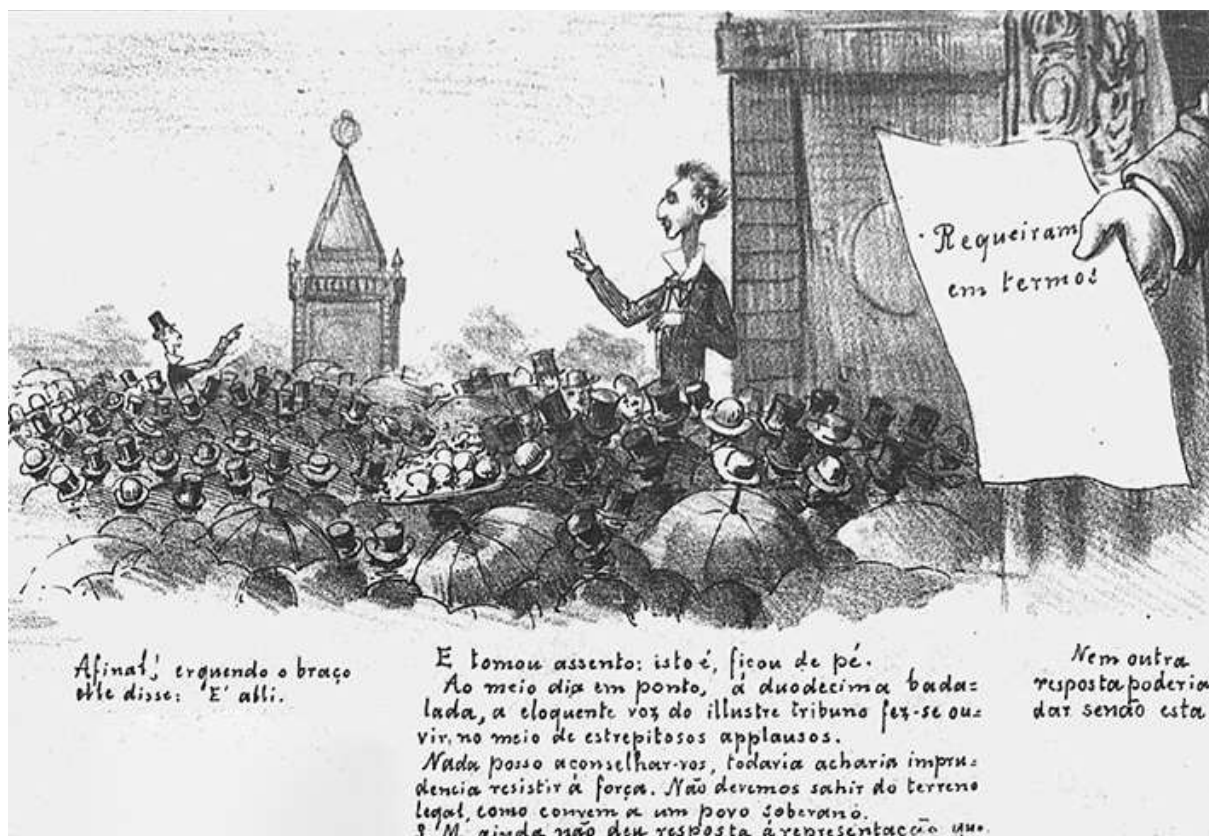 Requeiram
em termos
Afinal, erguendo o braço
elle disse: E' alli.
E tomou assento; isto é, ficou de pé.
Ao meio dia em ponto, á duodecima bada=
lada, a eloquente voz do illustre tribuno fez-se ou=
vir, no meio de estrepitosos applausos.
Nada posso aconselhar-vos, todavia acharia impru=
dencia resistir á força. Não devemos sahir do terreno
legal, como convem a um povo soberano.
S. M. ainda não deu resposta á representação que.
Nem outra
resposta poderia
dar senão esta